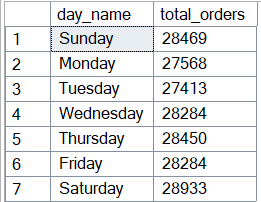 day_name total_orders
1 Sunday 28469
2 Monday 27568
3 Tuesday 27413
4 Wednesday 28284
5 Thursday 28450
6 Friday 28284
7 Saturday 28933